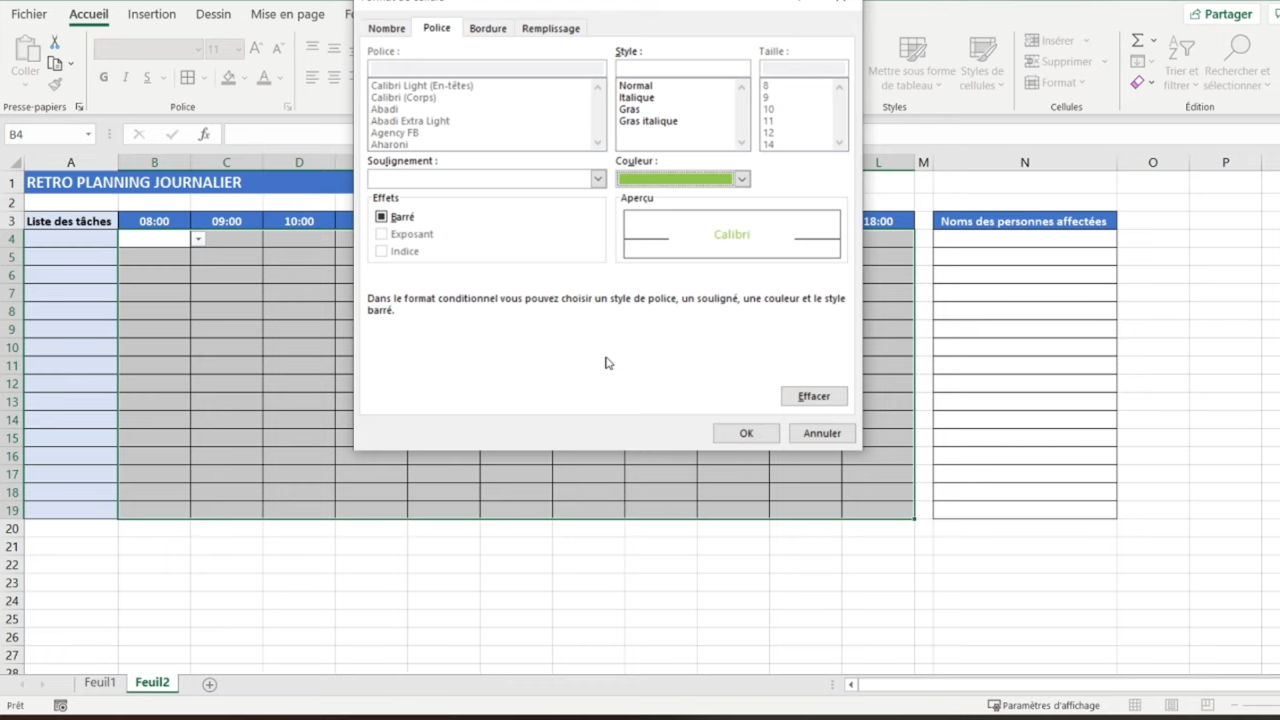 Fichier Accueil Insertion Dessin Mise en page
Partager
Coller
11
G I S
A A
Presse-papiers
Police
Mettre sous forme de tableau
Styles de cellules
Styles
Insérer
Supprimer
Format
Cellules
Trier et filtrer
Rechercher et sélectionner
Édition
B4
fx
Nombre Police Bordure Remplissage
Police :
Calibri Light (En-têtes)
Calibri (Corps)
Abadi
Abadi Extra Light
Agency FB
Aharoni
Style :
Normal
Italique
Gras
Gras italique
Taille :
8
9
10
11
12
14
Soulignement :
Couleur :
Effets
Barré
Exposant
Indice
Aperçu
Calibri
Dans le format conditionnel vous pouvez choisir un style de police, un souligné, une couleur et le style
barré.
Effacer
OK Annuler
A B C D L M N O P
1 RETRO PLANNING JOURNALIER
2
3 Liste des tâches 08:00 09:00 10:00 18:00 Noms des personnes affectées
4
5
6
7
8
9
10
11
12
13
14
15
16
17
18
19
20
21
22
23
24
25
26
27
28
Feuil1 Feuil2
Prêt
Paramètres d'affichage